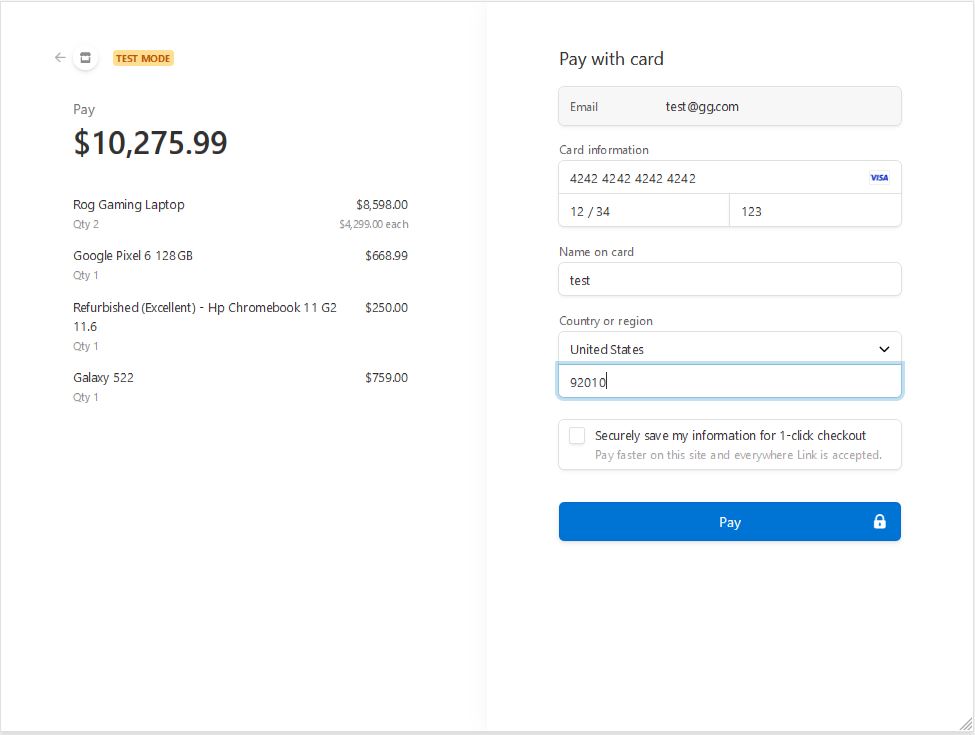 TEST MODE
Pay
$10,275.99
Rog Gaming Laptop $8,598.00
Qty 2 $4,299.00 each
Google Pixel 6 128GB $668.99
Qty 1
Refurbished (Excellent) - Hp Chromebook 11 G2 $250.00
11.6
Qty 1
Galaxy 522 $759.00
Qty 1
Pay with card
Email test@gg.com
Card information
4242 4242 4242 4242 VISA
12 / 34 123
Name on card
test
Country or region
United States
92010
Securely save my information for 1-click checkout
Pay faster on this site and everywhere Link is accepted.
Pay